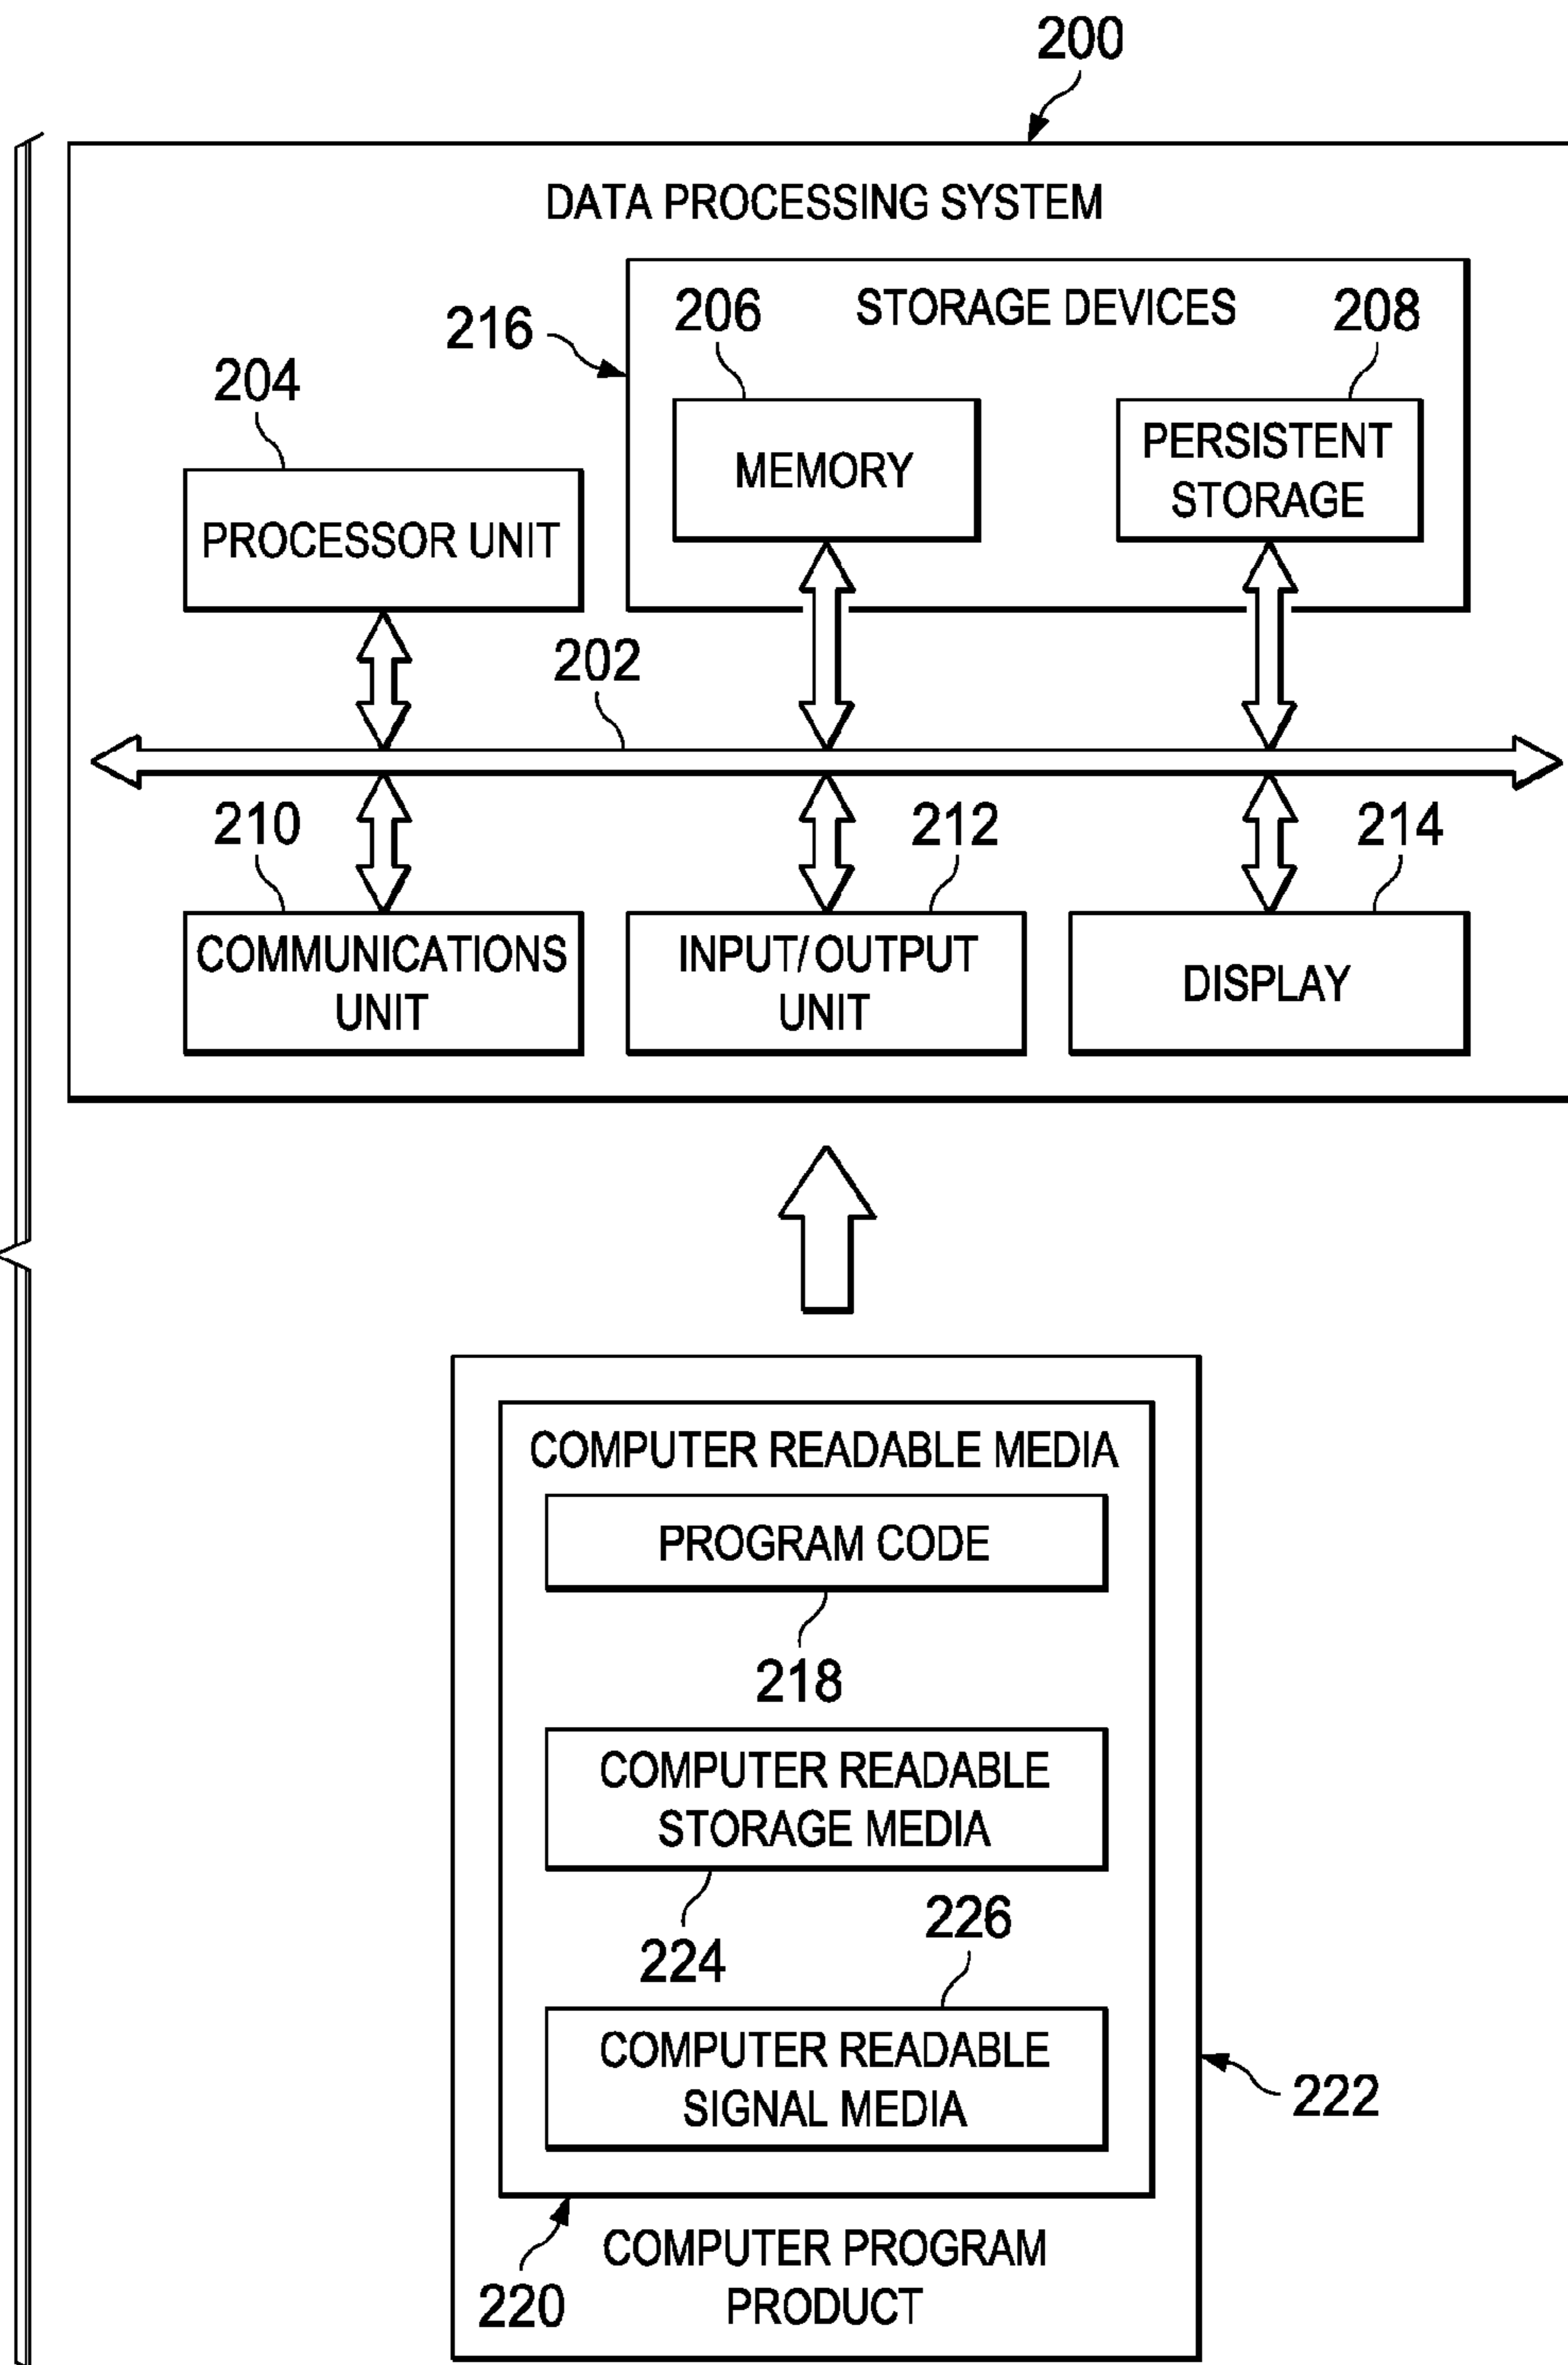 200
DATA PROCESSING SYSTEM
216
206
STORAGE DEVICES
208
204
MEMORY
PERSISTENT
STORAGE
PROCESSOR UNIT
202
210
212
214
COMMUNICATIONS
UNIT
INPUT/OUTPUT
UNIT
DISPLAY
COMPUTER READABLE MEDIA
PROGRAM CODE
218
COMPUTER READABLE
STORAGE MEDIA
224
226
COMPUTER READABLE
SIGNAL MEDIA
222
220
COMPUTER PROGRAM
PRODUCT